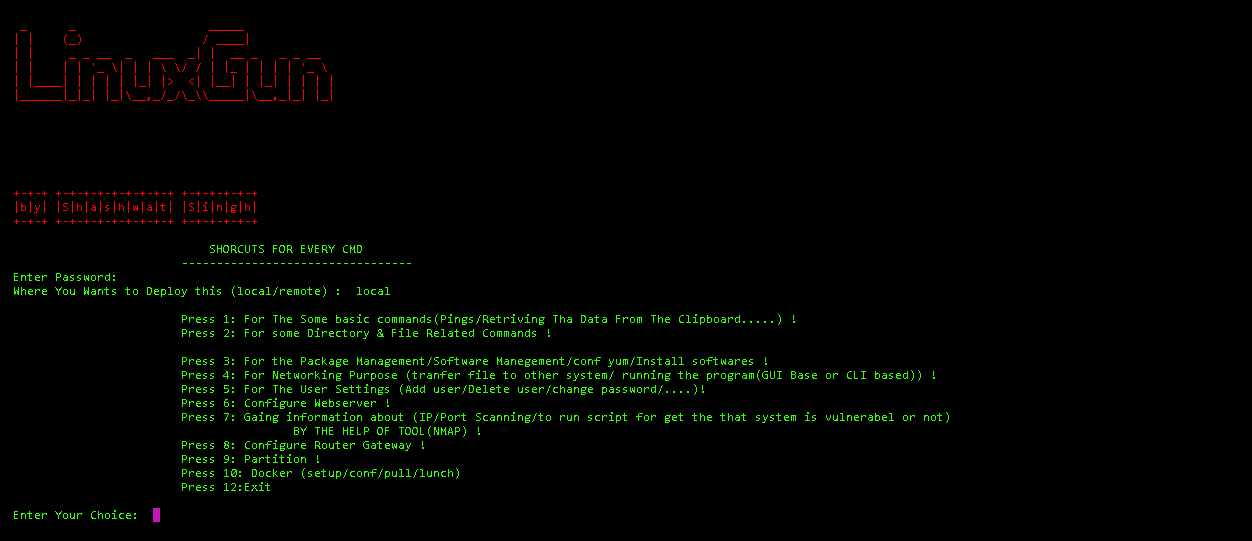 LinuxGun
|b|y| |S|h|a|s|h|w|a|t| |S|i|n|g|h|
SHORCUTS FOR EVERY CMD
Enter Password:
Where You Wants to Deploy this (local/remote) :  local
Press 1: For The Some basic commands(Pings/Retriving Tha Data From The Clipboard.....) !
Press 2: For some Directory & File Related Commands !
Press 3: For the Package Management/Software Manegement/conf yum/Install softwares !
Press 4: For Networking Purpose (tranfer file to other system/ running the program(GUI Base or CLI based)) !
Press 5: For The User Settings (Add user/Delete user/change password/....)!
Press 6: Configure Webserver !
Press 7: Gaing information about (IP/Port Scanning/to run script for get the that system is vulnerabel or not)
BY THE HELP OF TOOL(NMAP) !
Press 8: Configure Router Gateway !
Press 9: Partition !
Press 10: Docker (setup/conf/pull/lunch)
Press 12:Exit
Enter Your Choice: